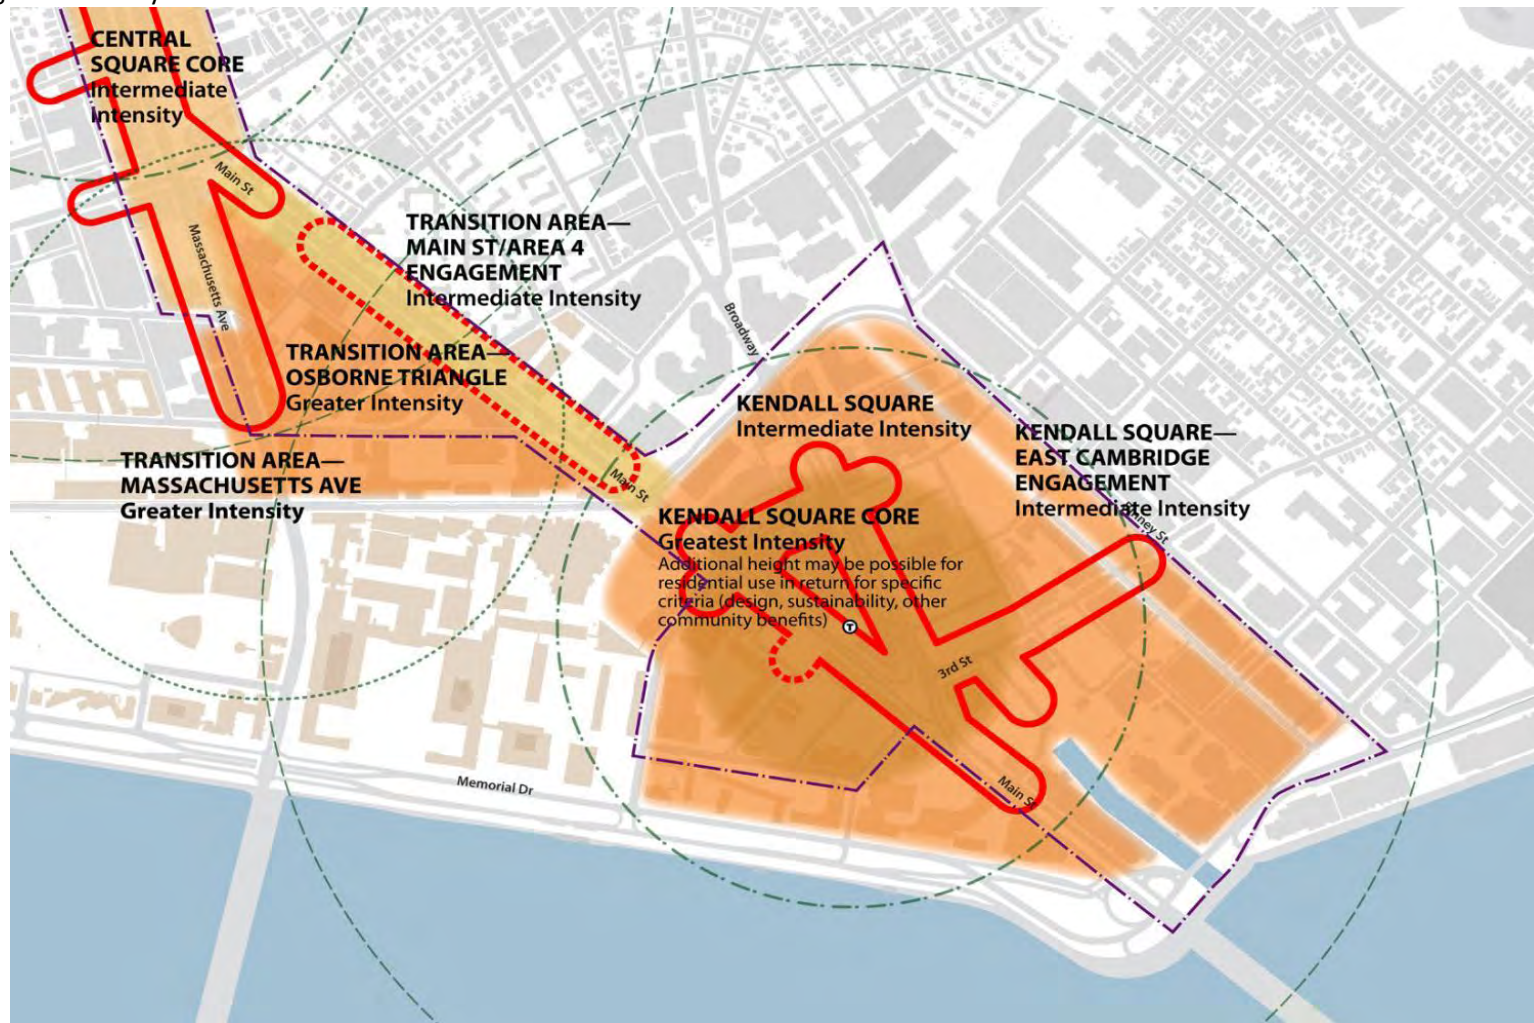 CENTRAL
SQUARE CORE
Intermediate
Intensity
Main St
Massachusetts Ave
TRANSITION AREA—
MAIN ST/AREA 4
ENGAGEMENT
Intermediate Intensity
TRANSITION AREA—
OSBORNE TRIANGLE
Greater Intensity
TRANSITION AREA—
MASSACHUSETTS AVE
Greater Intensity
Broadway
KENDALL SQUARE
Intermediate Intensity
KENDALL SQUARE—
EAST CAMBRIDGE
ENGAGEMENT
Intermediate Intensity
Binney St
Main St
KENDALL SQUARE CORE
Greatest Intensity
Additional height may be possible for
residential use in return for specific
criteria (design, sustainability, other
community benefits)
T
3rd St
Main St
Memorial Dr